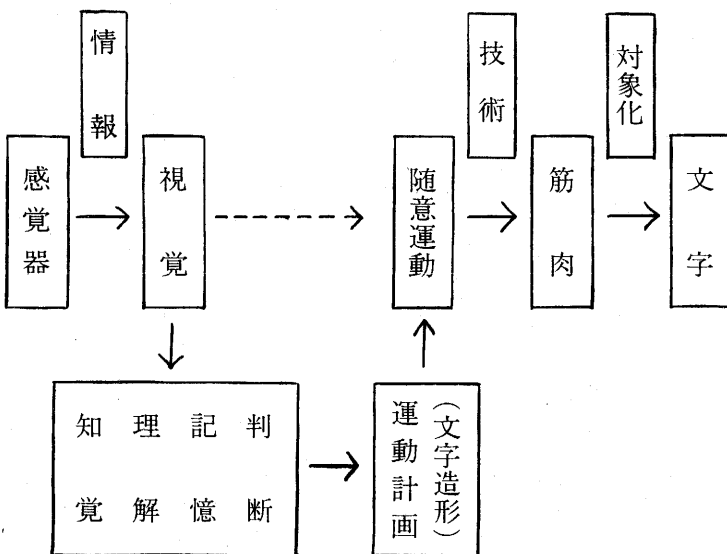 情報
技術
対象化
感覚器
視覚
随意運動
筋肉
文字
知覚
理解
記憶
判断
(文字造形)
運動計画